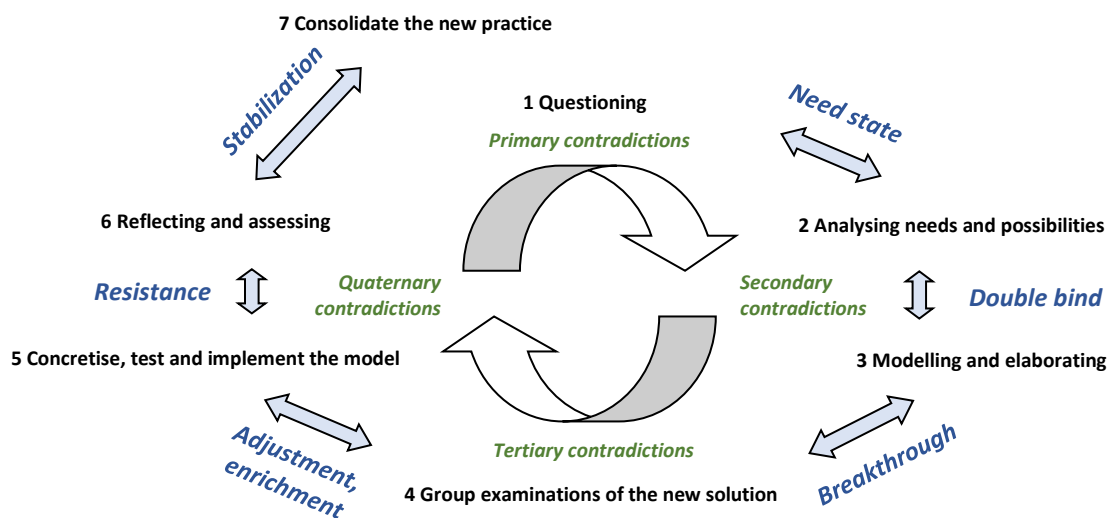 7 Consolidate the new practice
Stabilization
1 Questioning
Primary contradictions
Need state
6 Reflecting and assessing
2 Analysing needs and possibilities
Resistance
Quaternary
contradictions
Secondary
contradictions
Double bind
5 Concretise, test and implement the model
3 Modelling and elaborating
Adjustment,
enrichment
Tertiary contradictions
Breakthrough
4 Group examinations of the new solution